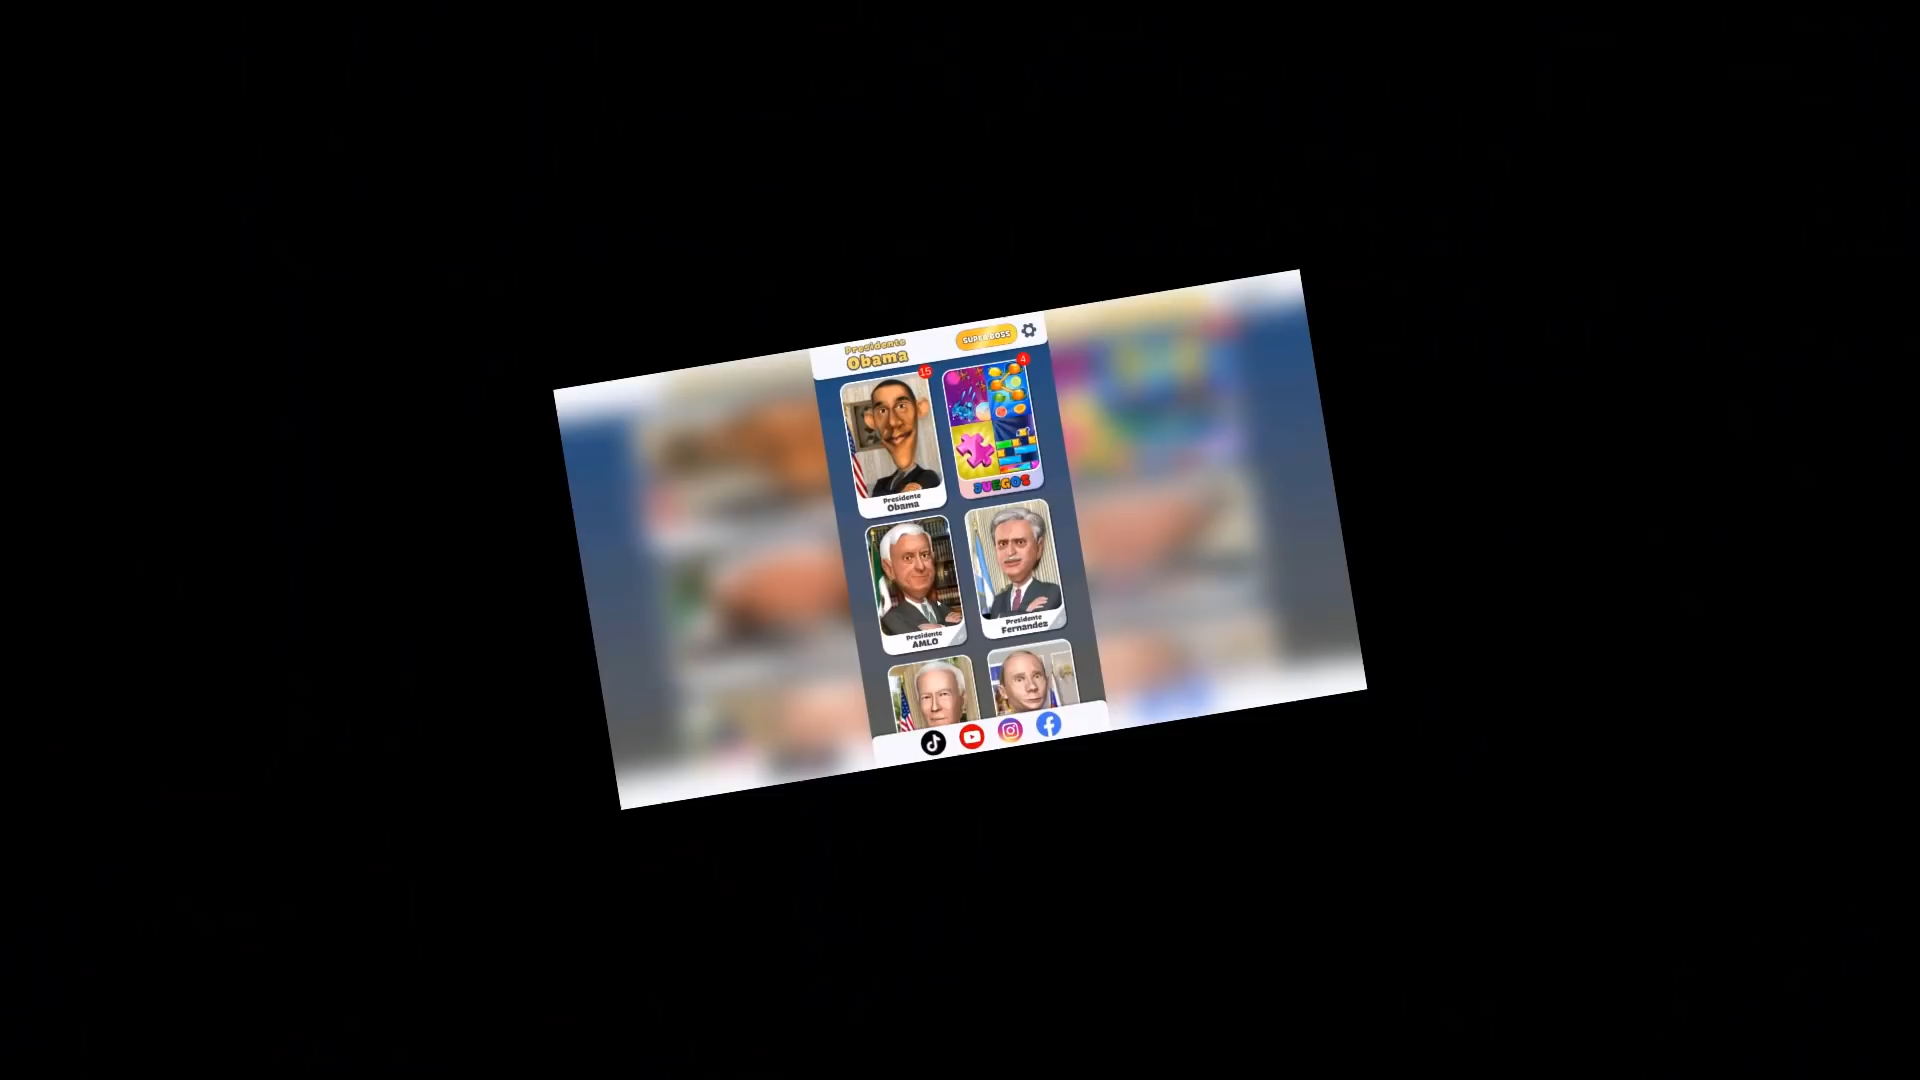 Presidente
Obama
SUPER BOSS
15
4
Presidente
Obama
JUEGOS
Presidente
AMLO
Presidente
Fernandez